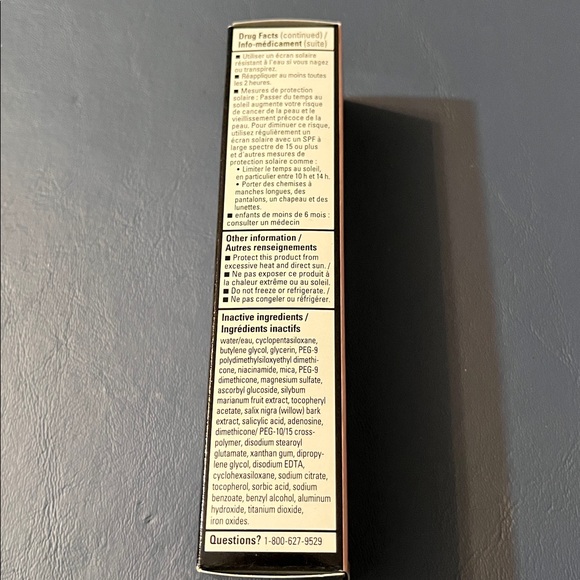 Drug Facts (continued) /
Info-médicament (suite)
■ Utiliser un écran solaire
résistant à l'eau si vous nagez
ou transpirez.
■ Réappliquer au moins toutes
les 2 heures.
■ Mesures de protection
solaire : Passer du temps au
soleil augmente votre risque
de cancer de la peau et le
vieillissement précoce de la
peau. Pour diminuer ce risque,
utilisez régulièrement un
écran solaire avec un SPF à
large spectre de 15 ou plus
et d'autres mesures de
protection solaire comme :
• Limiter le temps au soleil,
en particulier entre 10 h et 14 h.
• Porter des chemises à
manches longues, des
pantalons, un chapeau et des
lunettes.
■ enfants de moins de 6 mois :
consulter un médecin
Other information /
Autres renseignements
■ Protect this product from
excessive heat and direct sun. /
■ Ne pas exposer ce produit à
la chaleur extrême ou au soleil.
■ Do not freeze or refrigerate. /
■ Ne pas congeler ou réfrigérer.
Inactive ingredients /
Ingrédients inactifs
water/eau, cyclopentasiloxane,
butylene glycol, glycerin, PEG-9
polydimethylsiloxyethyl dimethi-
cone, niacinamide, mica, PEG-9
dimethicone, magnesium sulfate,
ascorbyl glucoside, silybum
marianum fruit extract, tocopheryl
acetate, salix nigra (willow) bark
extract, salicylic acid, adenosine,
dimethicone/ PEG-10/15 cross-
polymer, disodium stearoyl
glutamate, xanthan gum, dipropy-
lene glycol, disodium EDTA,
cyclohexasiloxane, sodium citrate,
tocopherol, sorbic acid, sodium
benzoate, benzyl alcohol, aluminum
hydroxide, titanium dioxide,
iron oxides.
Questions? 1-800-627-9529